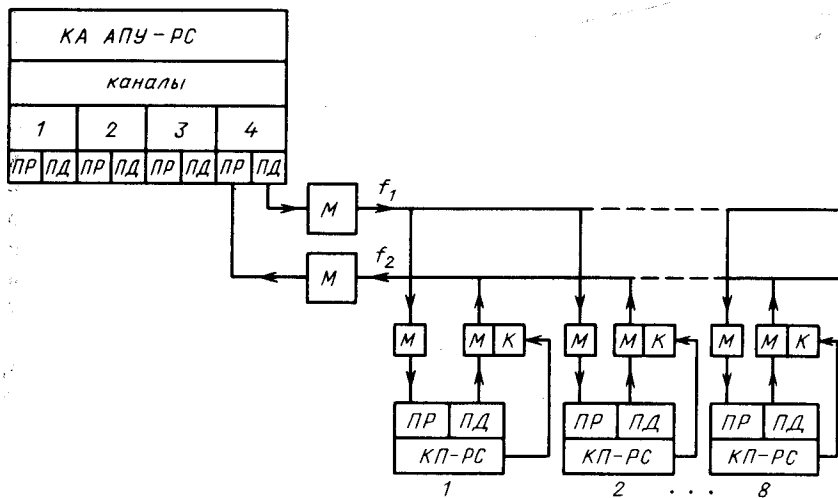 КА АПУ-РС
каналы
1 2 3 4
ПР ПД ПР ПД ПР ПД ПР ПД
М f₁
М f₂
М М К М М К М М К
ПР ПД ПР ПД ПР ПД
КП-РС КП-РС КП-РС
1 2 . . . 8